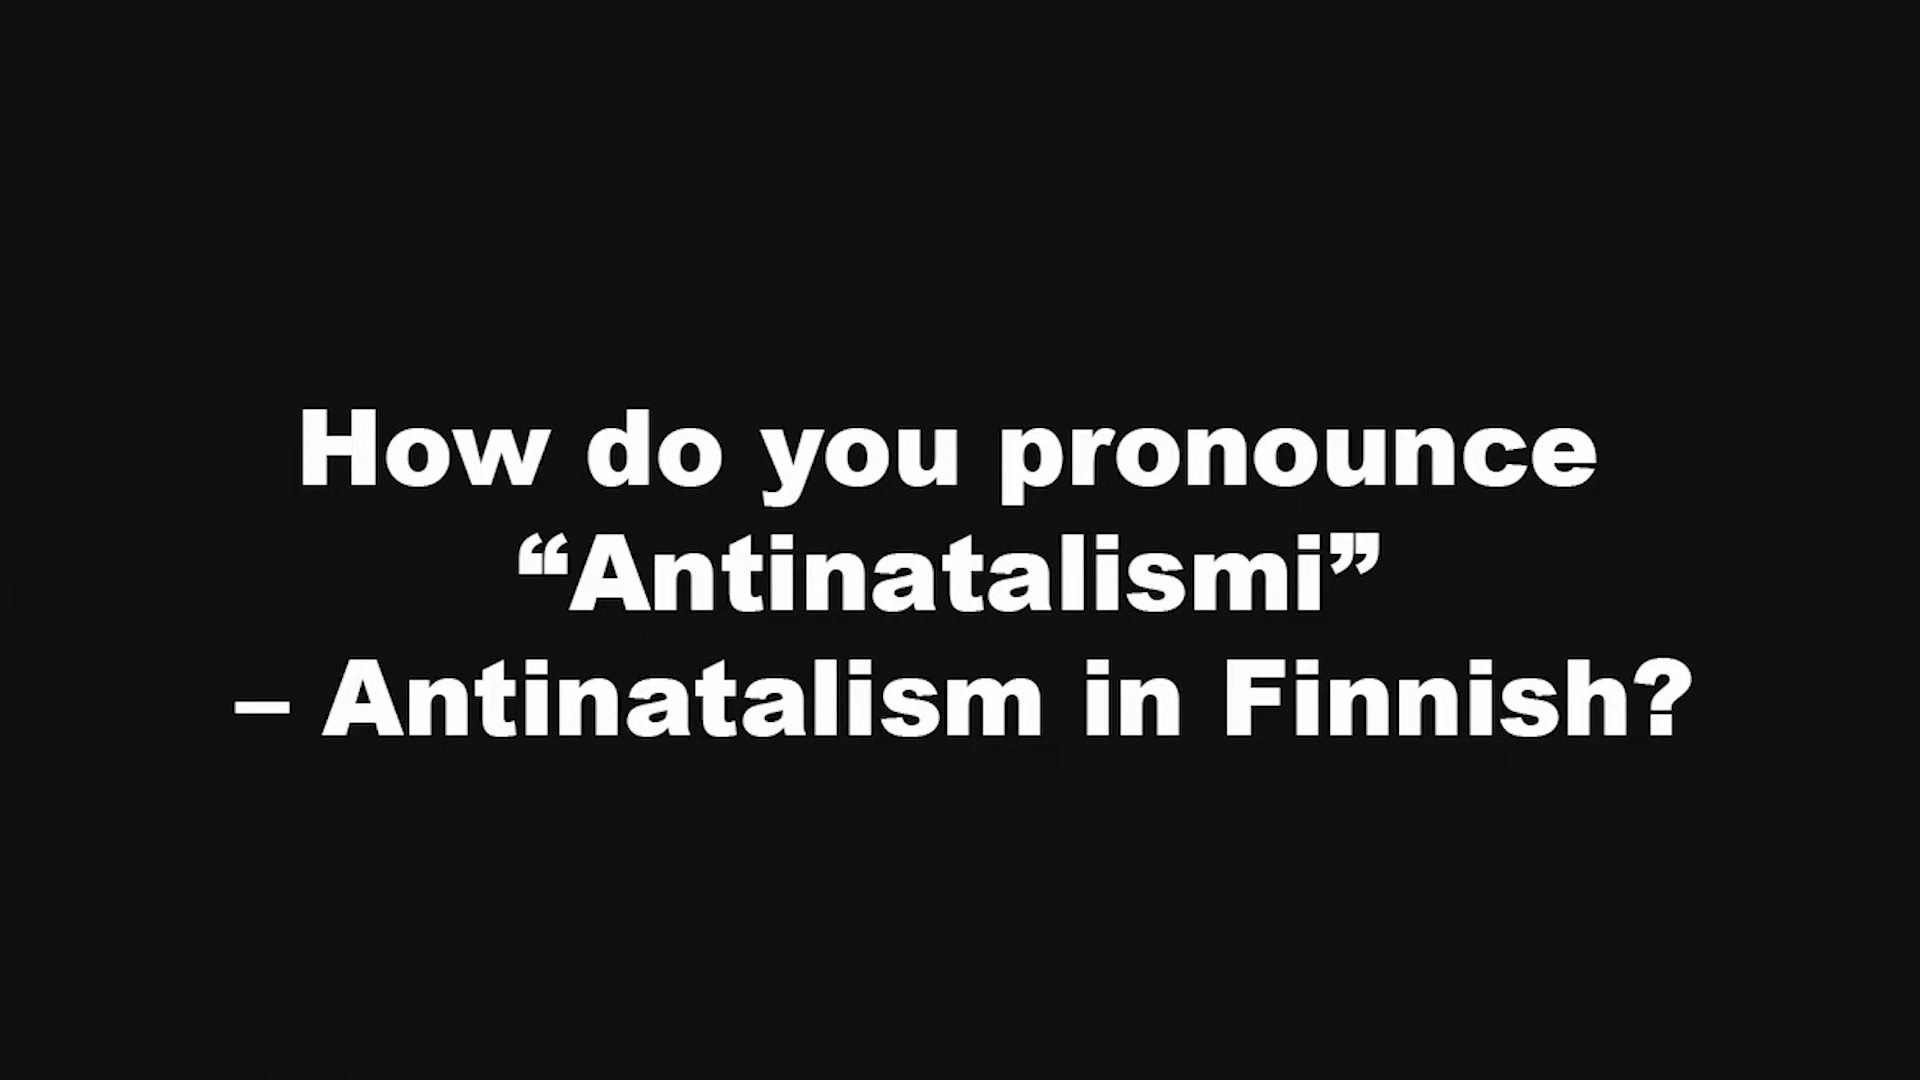 How do you pronounce
“Antinatalismi”
– Antinatalism in Finnish?